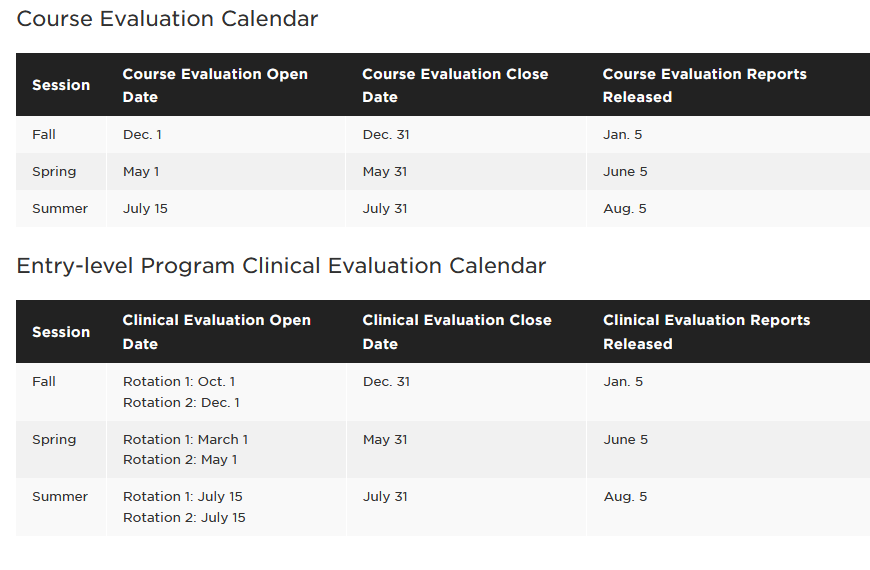 Course Evaluation Calendar
Session Course Evaluation Open Date Course Evaluation Close Date Course Evaluation Reports Released
Fall Dec. 1 Dec. 31 Jan. 5
Spring May 1 May 31 June 5
Summer July 15 July 31 Aug. 5
Entry-level Program Clinical Evaluation Calendar
Session Clinical Evaluation Open Date Clinical Evaluation Close Date Clinical Evaluation Reports Released
Fall Rotation 1: Oct. 1 Dec. 31 Jan. 5
Rotation 2: Dec. 1
Spring Rotation 1: March 1 May 31 June 5
Rotation 2: May 1
Summer Rotation 1: July 15 July 31 Aug. 5
Rotation 2: July 15